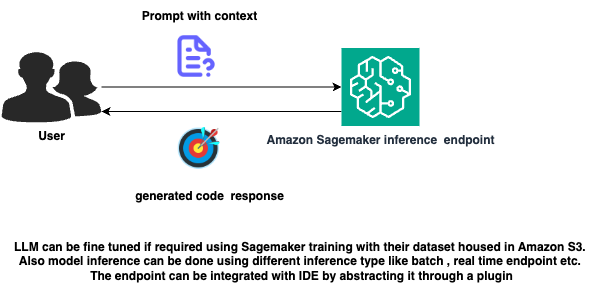 Prompt with context
User
Amazon Sagemaker inference endpoint
generated code response
LLM can be fine tuned if required using Sagemaker training with their dataset housed in Amazon S3.
Also model inference can be done using different inference type like batch , real time endpoint etc.
The endpoint can be integrated with IDE by abstracting it through a plugin